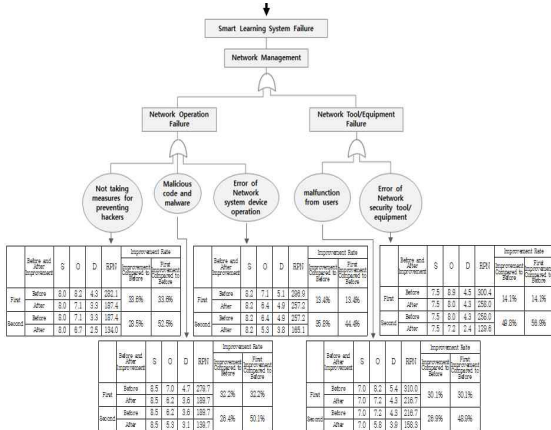 Smart Learning System Failure
Network Management
Network Operation
Failure
Network Tool/Equipment
Failure
Not taking
measures for
preventing
hackers
Malicious
code and
malware
Error of
Network
system device
operation
malfunction
from users
Error of
Network
security tool/
equipment
Before and After Improvement S O D RPN Improvement Rate
Improvement Compared to Before First Improvement Compared to Before
First Before 8.0 8.2 4.3 282.1 33.6% 33.6%
After 8.0 7.1 3.3 187.4
Second Before 8.0 7.1 3.3 187.4 28.5% 52.5%
After 8.0 6.7 2.5 134.0
Before and After Improvement S O D RPN Improvement Rate
Improvement Compared to Before First Improvement Compared to Before
First Before 8.2 7.1 5.1 296.9 13.4% 13.4%
After 8.2 6.4 4.9 257.2
Second Before 8.2 6.4 4.9 257.2 35.8% 44.4%
After 8.2 5.3 3.8 165.1
Before and After Improvement S O D RPN Improvement Rate
Improvement Compared to Before First Improvement Compared to Before
First Before 7.5 8.9 4.5 300.4 14.1% 14.1%
After 7.5 8.0 4.3 258.0
Second Before 7.5 8.0 4.3 258.0 49.8% 56.9%
After 7.5 7.2 2.4 129.6
Before and After Improvement S O D RPN Improvement Rate
Improvement Compared to Before First Improvement Compared to Before
First Before 8.5 7.0 4.7 279.7 32.2% 32.2%
After 8.5 6.2 3.6 189.7
Second Before 8.5 6.2 3.6 189.7 26.4% 50.1%
After 8.5 5.3 3.1 139.7
Before and After Improvement S O D RPN Improvement Rate
Improvement Compared to Before First Improvement Compared to Before
First Before 7.0 8.2 5.4 310.0 30.1% 30.1%
After 7.0 7.2 4.3 216.7
Second Before 7.0 7.2 4.3 216.7 26.9% 48.9%
After 7.0 5.8 3.9 158.3